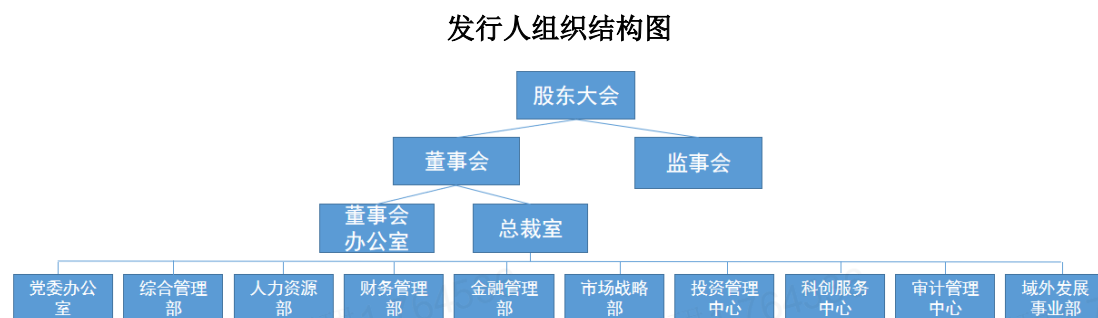 发行人组织结构图
股东大会
董事会
监事会
董事会
办公室
总裁室
党委办公
室
综合管理
部
人力资源
部
财务管理
部
金融管理
部
市场战略
部
投资管理
中心
科创服务
中心
审计管理
中心
域外发展
事业部